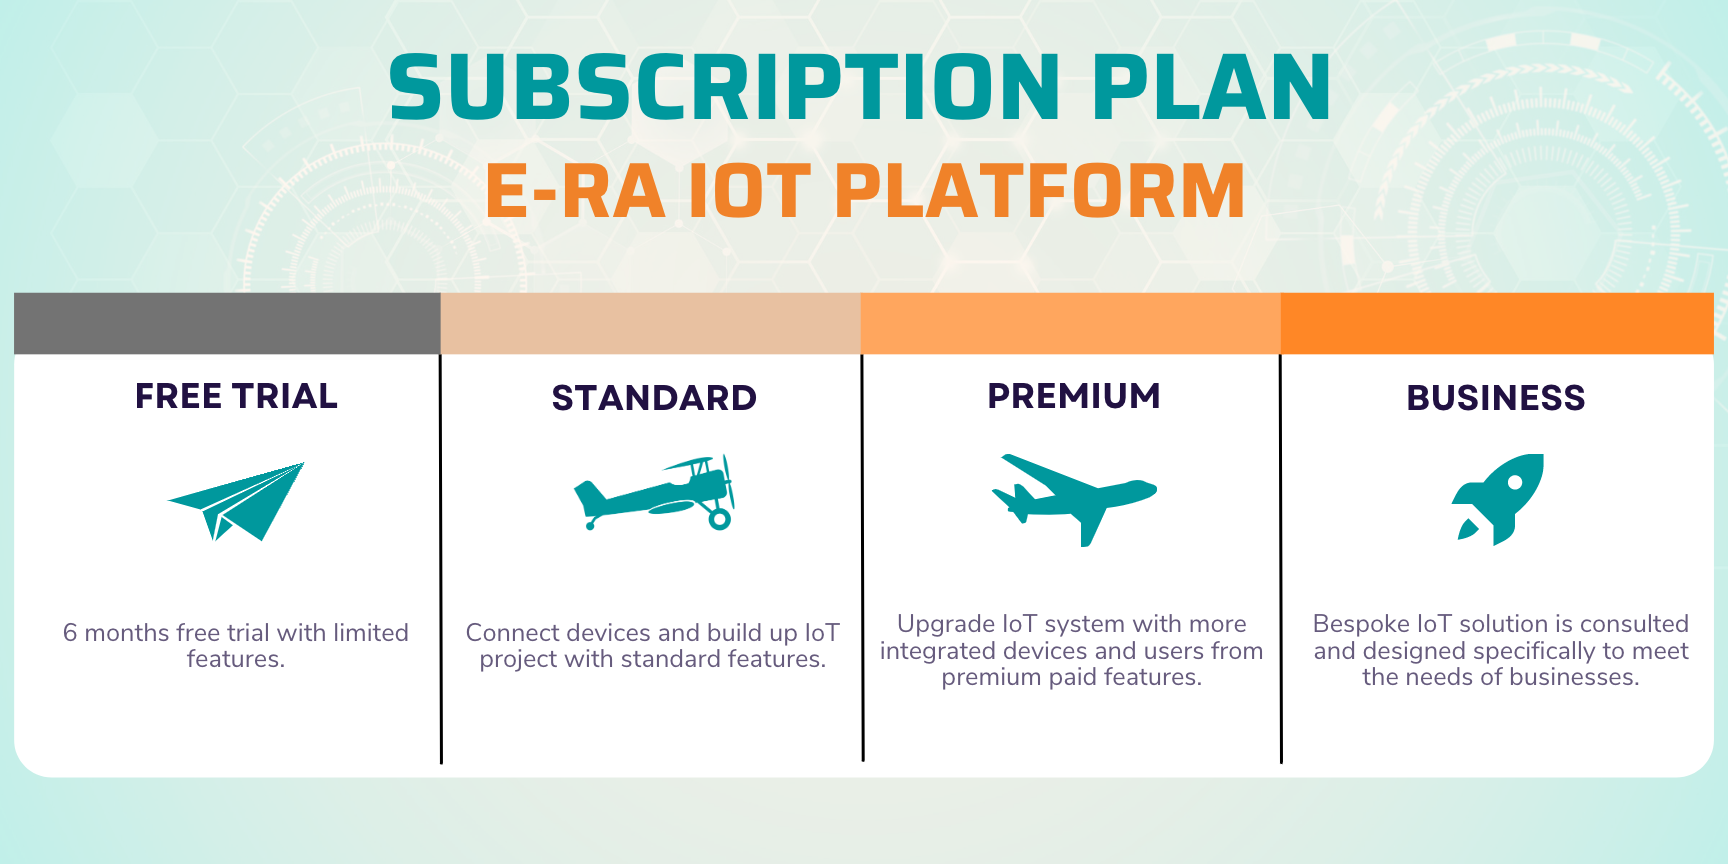 SUBSCRIPTION PLAN
E-RA IOT PLATFORM
FREE TRIAL
6 months free trial with limited
features.
STANDARD
Connect devices and build up IoT
project with standard features.
PREMIUM
Upgrade IoT system with more
integrated devices and users from
premium paid features.
BUSINESS
Bespoke IoT solution is consulted
and designed specifically to meet
the needs of businesses.